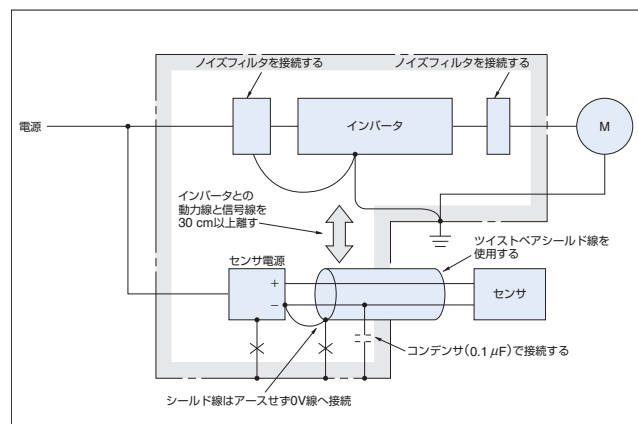 ノイズフィルタを接続する
ノイズフィルタを接続する
電源
インバータ
M
インバータとの
動力線と信号線を
30 cm以上離す
ツイストペアシールド線を
使用する
センサ電源
+
−
センサ
コンデンサ(0.1μF)で接続する
シールド線はアースせず0V線へ接続